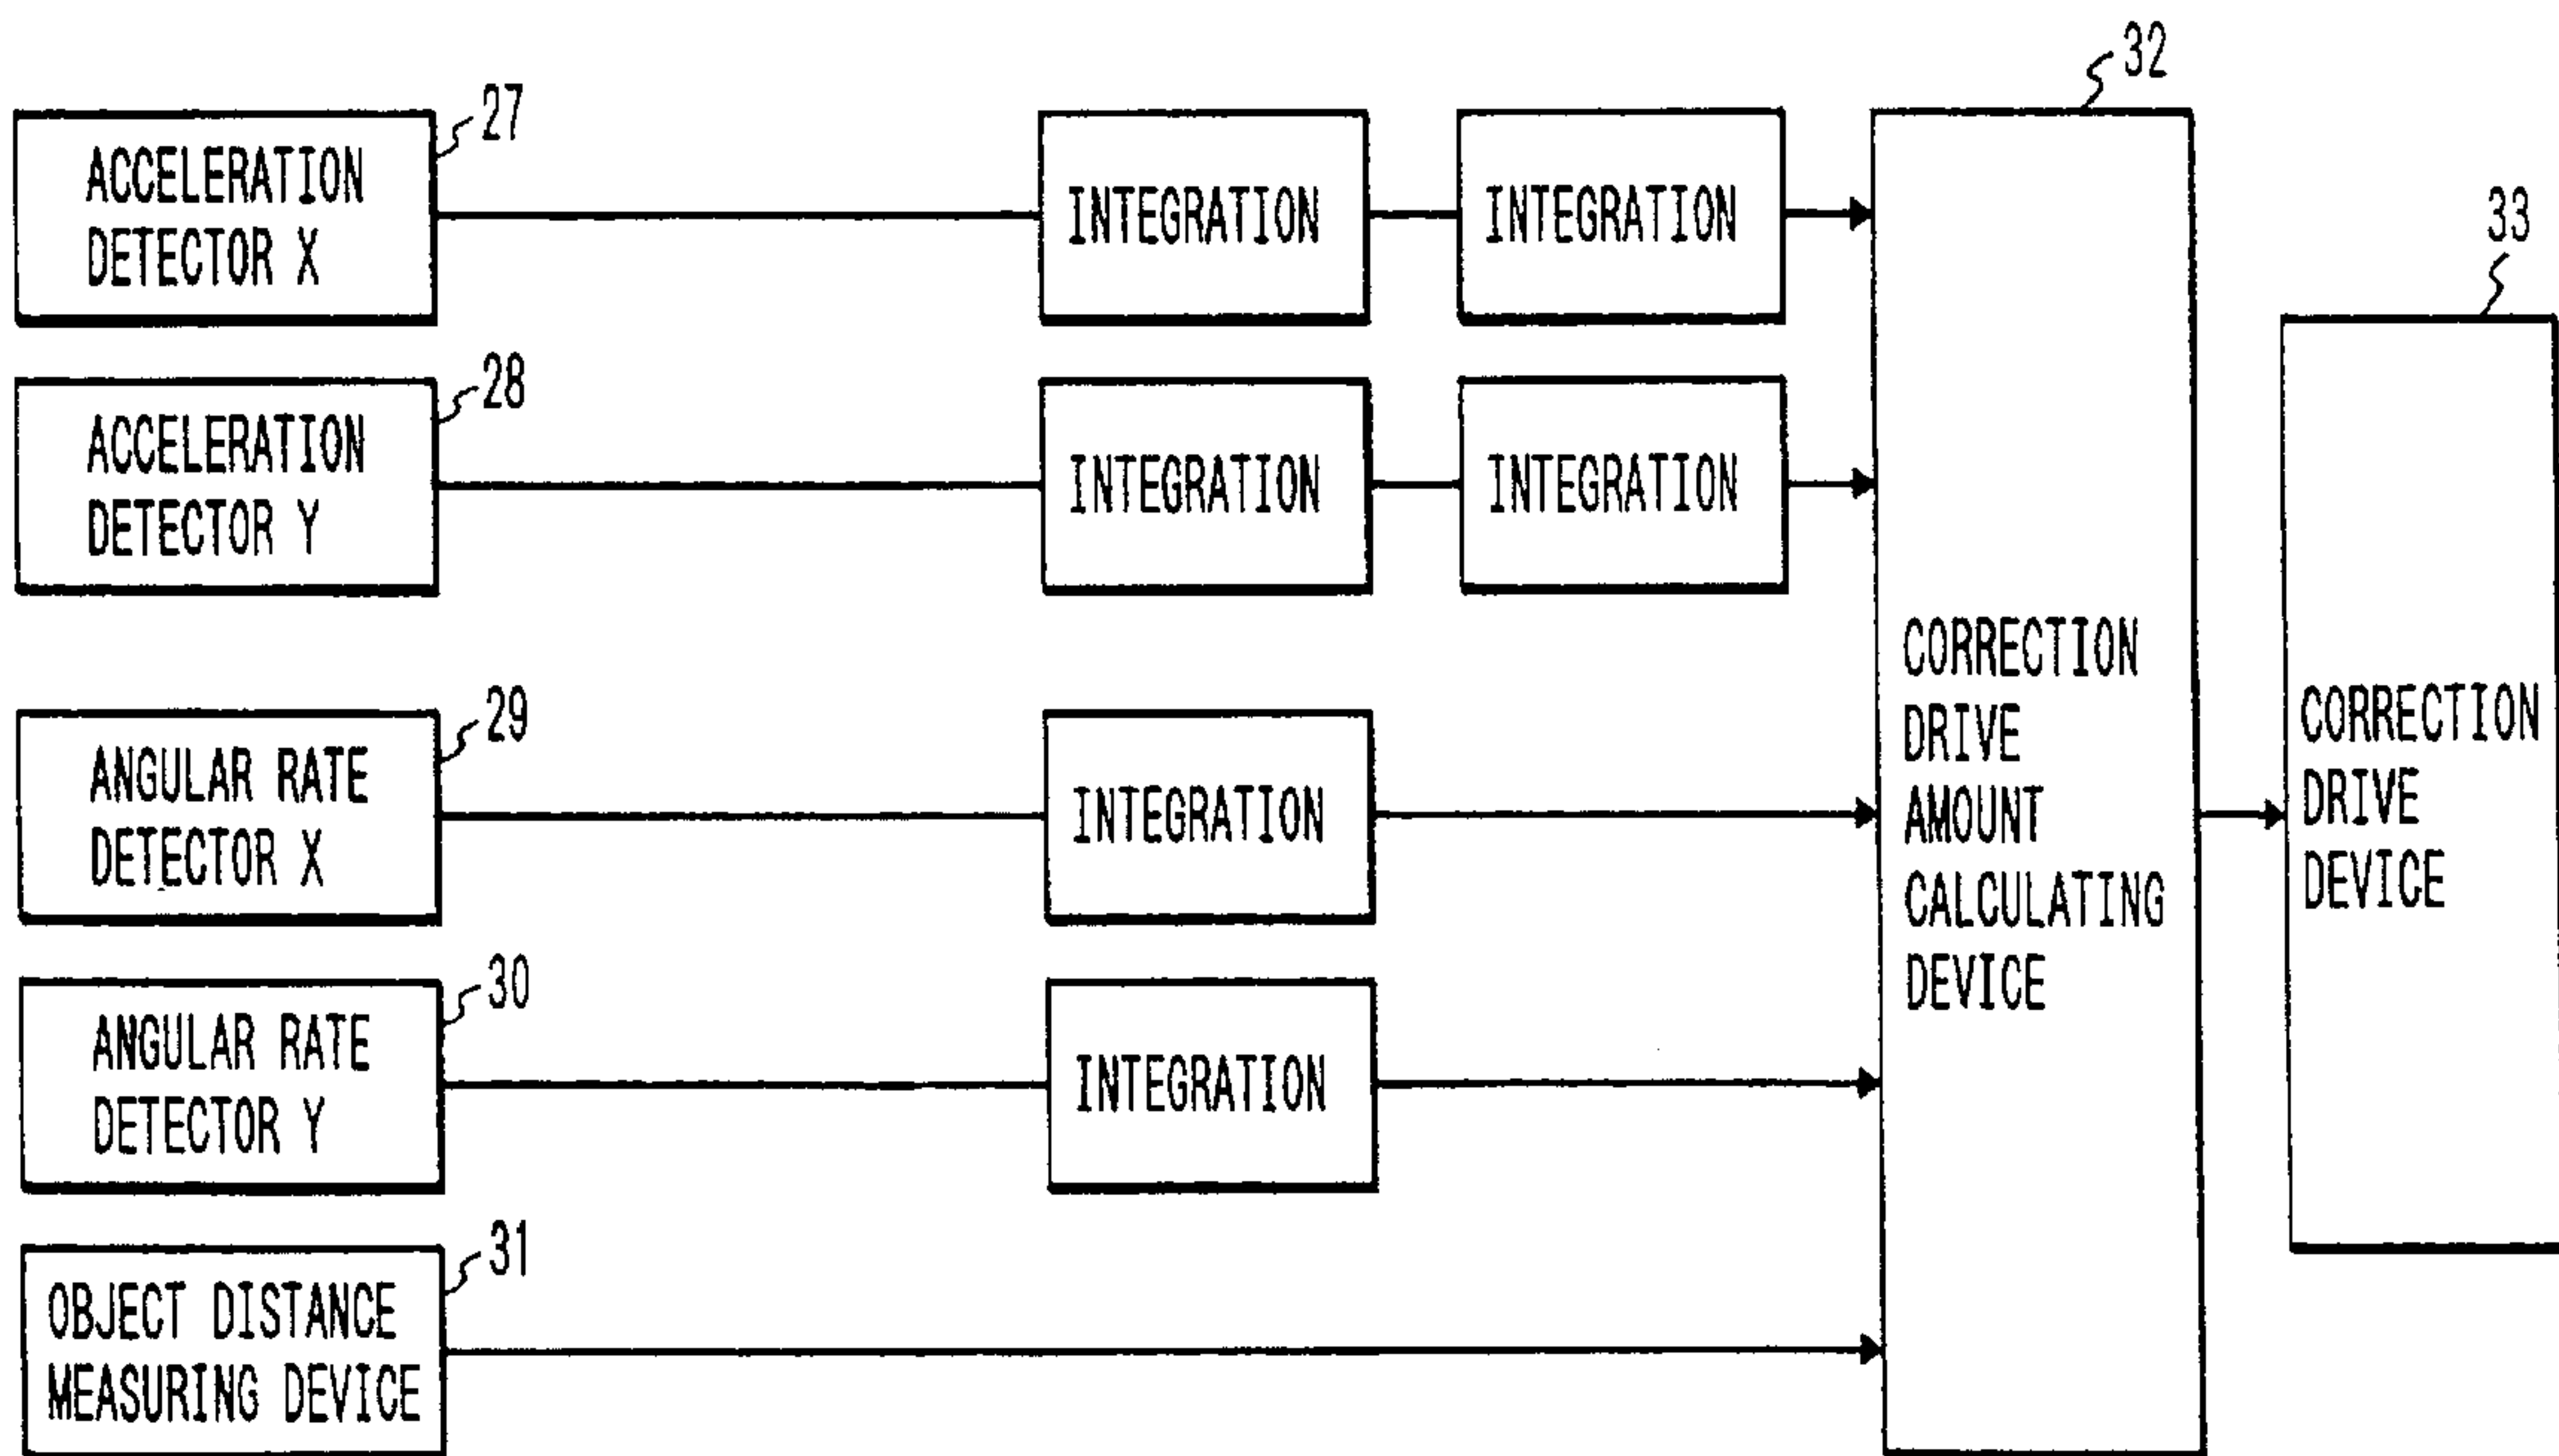 32
27
ACCELERATION
DETECTOR X
INTEGRATION
INTEGRATION
33
28
ACCELERATION
DETECTOR Y
INTEGRATION
INTEGRATION
29
ANGULAR RATE
DETECTOR X
INTEGRATION
30
ANGULAR RATE
DETECTOR Y
INTEGRATION
31
OBJECT DISTANCE
MEASURING DEVICE
CORRECTION
DRIVE
AMOUNT
CALCULATING
DEVICE
CORRECTION
DRIVE
DEVICE